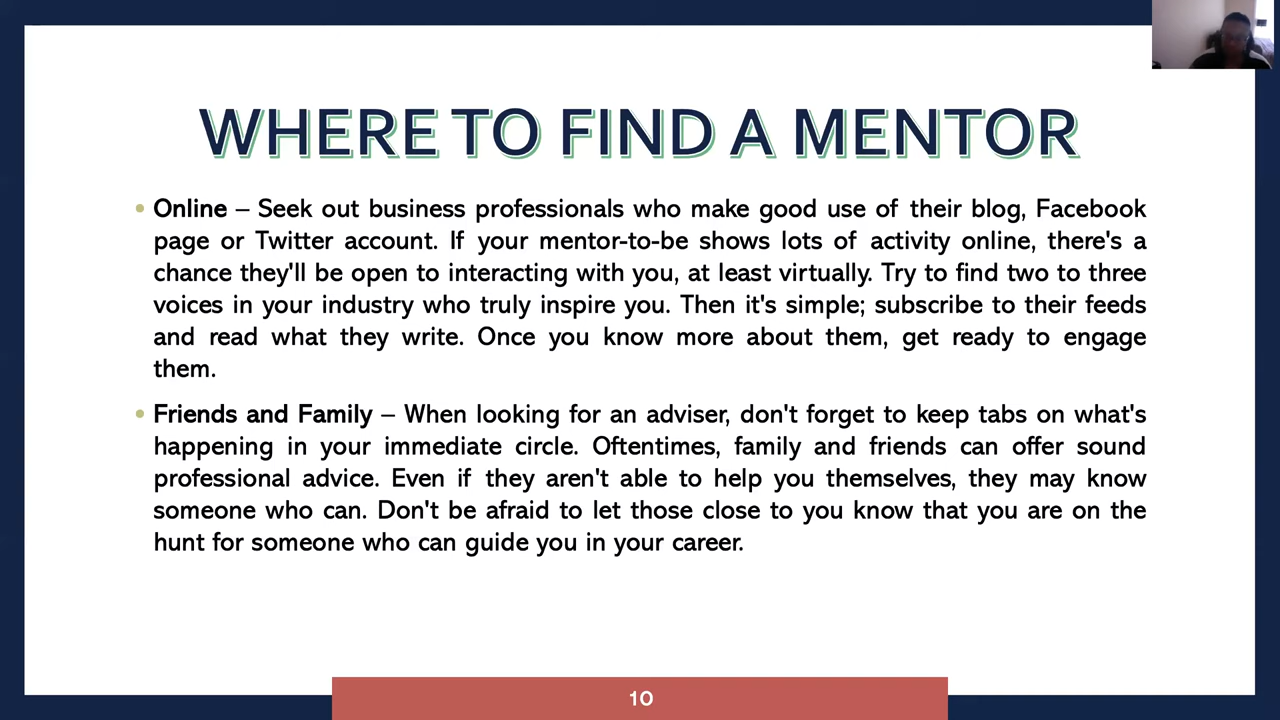 WHERE TO FIND A MENTOR
• Online – Seek out business professionals who make good use of their blog, Facebook
page or Twitter account. If your mentor-to-be shows lots of activity online, there's a
chance they'll be open to interacting with you, at least virtually. Try to find two to three
voices in your industry who truly inspire you. Then it's simple; subscribe to their feeds
and read what they write. Once you know more about them, get ready to engage
them.
• Friends and Family – When looking for an adviser, don't forget to keep tabs on what's
happening in your immediate circle. Oftentimes, family and friends can offer sound
professional advice. Even if they aren't able to help you themselves, they may know
someone who can. Don't be afraid to let those close to you know that you are on the
hunt for someone who can guide you in your career.
10